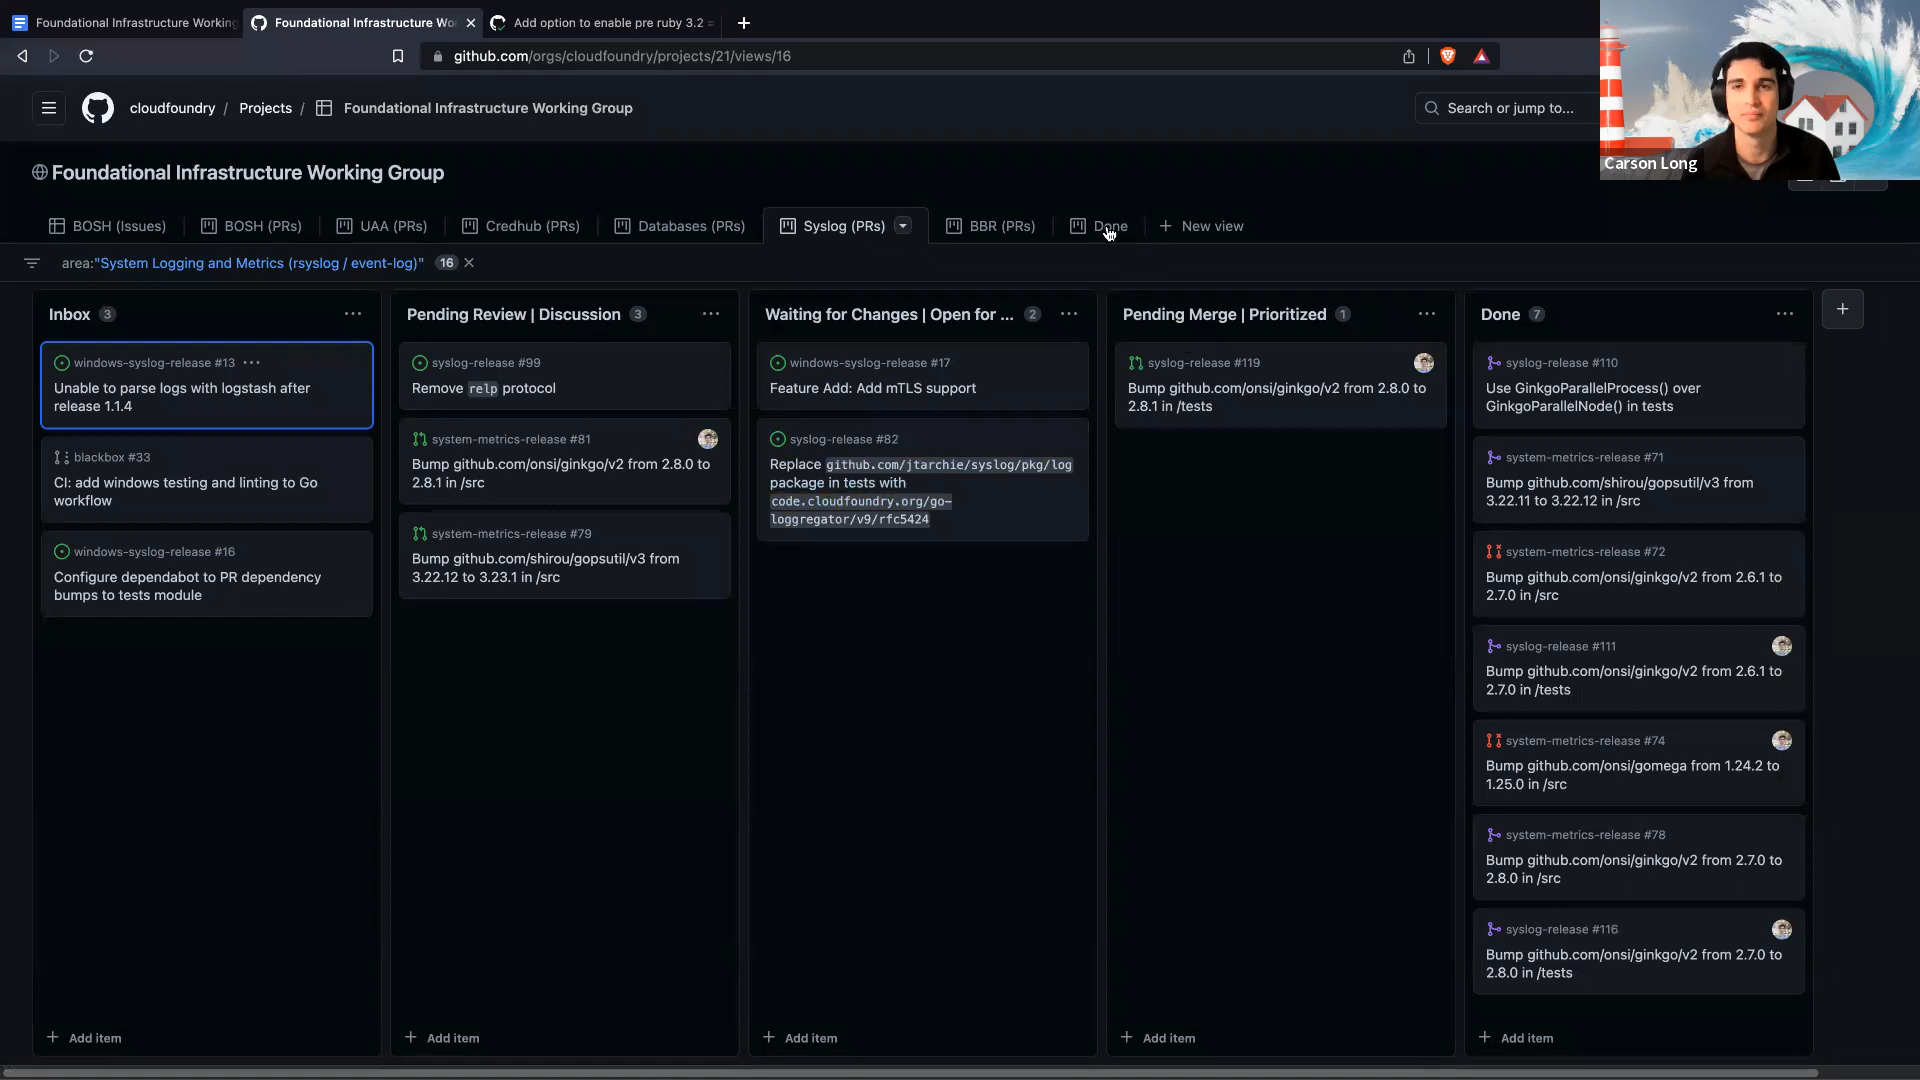 Foundational Infrastructure Working
Foundational Infrastructure Wo
Add option to enable pre ruby 3.2 =
github.com/orgs/cloudfoundry/projects/21/views/16
cloudfoundry / Projects / Foundational Infrastructure Working Group
Search or jump to...
Carson Long
Foundational Infrastructure Working Group
BOSH (Issues)
BOSH (PRs)
UAA (PRs)
Credhub (PRs)
Databases (PRs)
Syslog (PRs)
BBR (PRs)
Done
New view
area:"System Logging and Metrics (rsyslog / event-log)" 16
Inbox 3
windows-syslog-release #13
Unable to parse logs with logstash after
release 1.1.4
blackbox #33
CI: add windows testing and linting to Go
workflow
windows-syslog-release #16
Configure dependabot to PR dependency
bumps to tests module
Add item
Pending Review | Discussion 3
syslog-release #99
Remove relp protocol
system-metrics-release #81
Bump github.com/onsi/ginkgo/v2 from 2.8.0 to
2.8.1 in /src
system-metrics-release #79
Bump github.com/shirou/gopsutil/v3 from
3.22.12 to 3.23.1 in /src
Add item
Waiting for Changes | Open for ... 2
windows-syslog-release #17
Feature Add: Add mTLS support
syslog-release #82
Replace github.com/jtarchie/syslog/pkg/log
package in tests with
code.cloudfoundry.org/go-
loggregator/v9/rfc5424
Add item
Pending Merge | Prioritized 1
syslog-release #119
Bump github.com/onsi/ginkgo/v2 from 2.8.0 to
2.8.1 in /tests
Add item
Done 7
syslog-release #110
Use GinkgoParallelProcess() over
GinkgoParallelNode() in tests
system-metrics-release #71
Bump github.com/shirou/gopsutil/v3 from
3.22.11 to 3.22.12 in /src
system-metrics-release #72
Bump github.com/onsi/ginkgo/v2 from 2.6.1 to
2.7.0 in /src
syslog-release #111
Bump github.com/onsi/ginkgo/v2 from 2.6.1 to
2.7.0 in /tests
system-metrics-release #74
Bump github.com/onsi/gomega from 1.24.2 to
1.25.0 in /src
system-metrics-release #78
Bump github.com/onsi/ginkgo/v2 from 2.7.0 to
2.8.0 in /src
syslog-release #116
Bump github.com/onsi/ginkgo/v2 from 2.7.0 to
2.8.0 in /tests
Add item